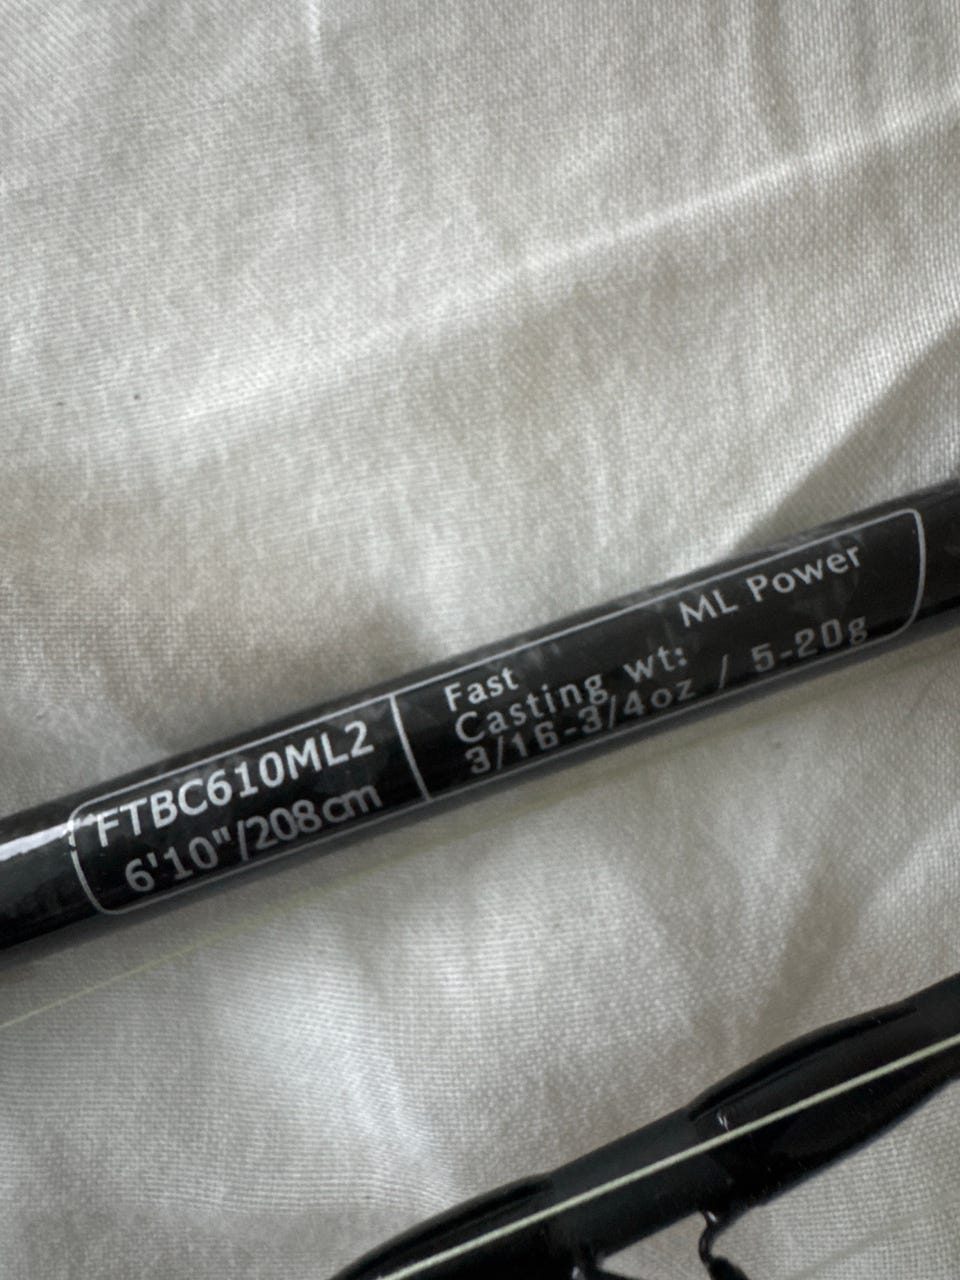 FTBC610ML2
6'10"/208cm
Fast ML Power
Casting wt:
3/16-3/4oz / 5-20g